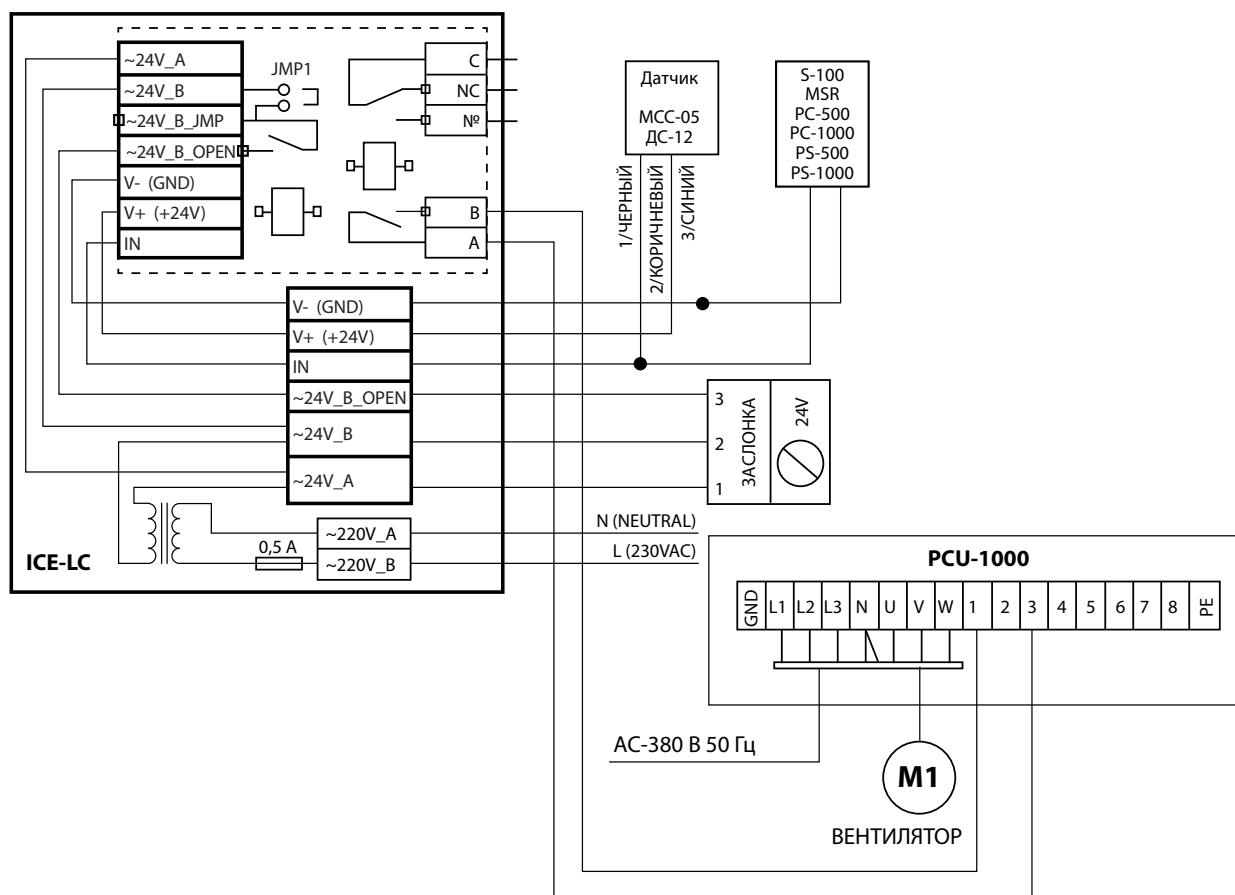 ~24V_A
~24V_B
~24V_B_JMP
~24V_B_OPEN
V- (GND)
V+ (+24V)
IN
JMP1
C
NC
№
B
A
V- (GND)
V+ (+24V)
IN
~24V_B_OPEN
~24V_B
~24V_A
~220V_A
~220V_B
0,5 A
ICE-LC
Датчик
МСС-05
ДС-12
1/ЧЕРНЫЙ
2/КОРИЧНЕВЫЙ
3/СИНИЙ
S-100
MSR
PC-500
PC-1000
PS-500
PS-1000
3
2
1
ЗАСЛОНКА
24V
N (NEUTRAL)
L (230VAC)
PCU-1000
GND L1 L2 L3 N U V W 1 2 3 4 5 6 7 8 PE
АС-380 В 50 Гц
M1
ВЕНТИЛЯТОР